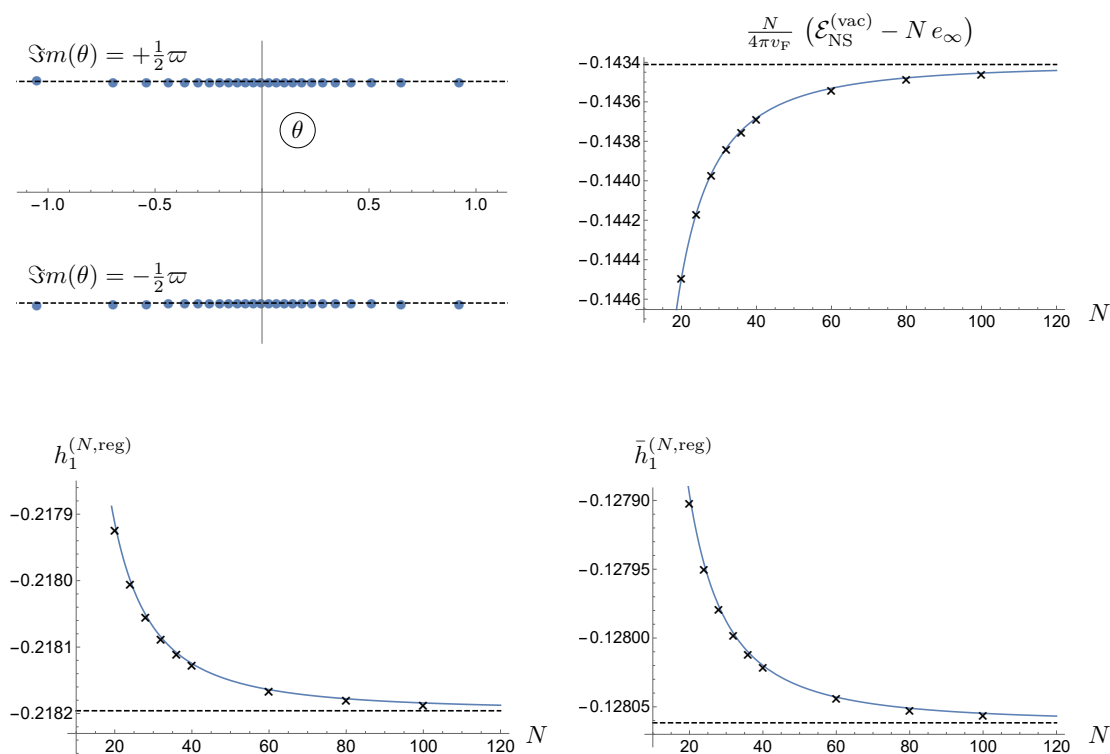 ℑm(θ) = +½ϖ
θ
−1.0 −0.5 0.5 1.0
ℑm(θ) = −½ϖ
N/(4πv_F) (ℰ_NS^(vac) − N e_∞)
−0.1434
−0.1436
−0.1438
−0.1440
−0.1442
−0.1444
−0.1446
20 40 60 80 100 120 N
h_1^(N,reg)
−0.2179
−0.2180
−0.2181
−0.2182
20 40 60 80 100 120 N
h̄_1^(N,reg)
−0.12790
−0.12795
−0.12800
−0.12805
20 40 60 80 100 120 N